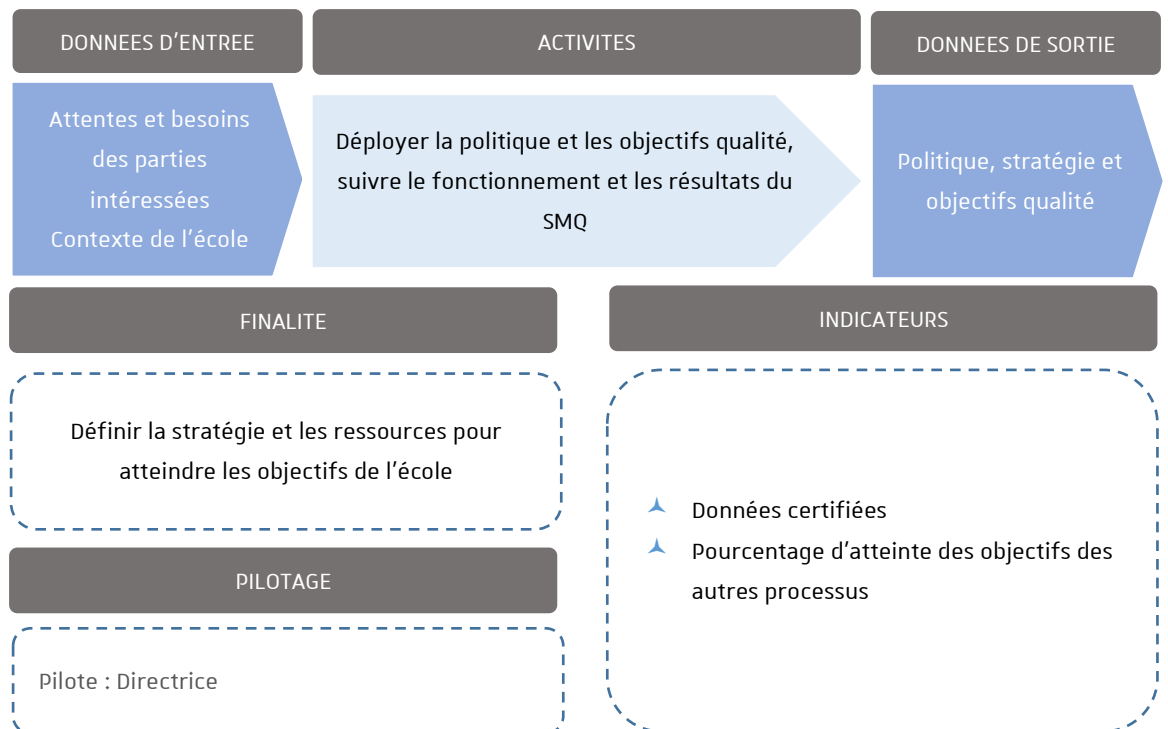 DONNEES D'ENTREE
ACTIVITES
DONNEES DE SORTIE
Attentes et besoins
des parties
intéressées
Contexte de l'école
Déployer la politique et les objectifs qualité,
suivre le fonctionnement et les résultats du
SMQ
Politique, stratégie et
objectifs qualité
FINALITE
Définir la stratégie et les ressources pour
atteindre les objectifs de l'école
INDICATEURS
Données certifiées
Pourcentage d'atteinte des objectifs des
autres processus
PILOTAGE
Pilote : Directrice